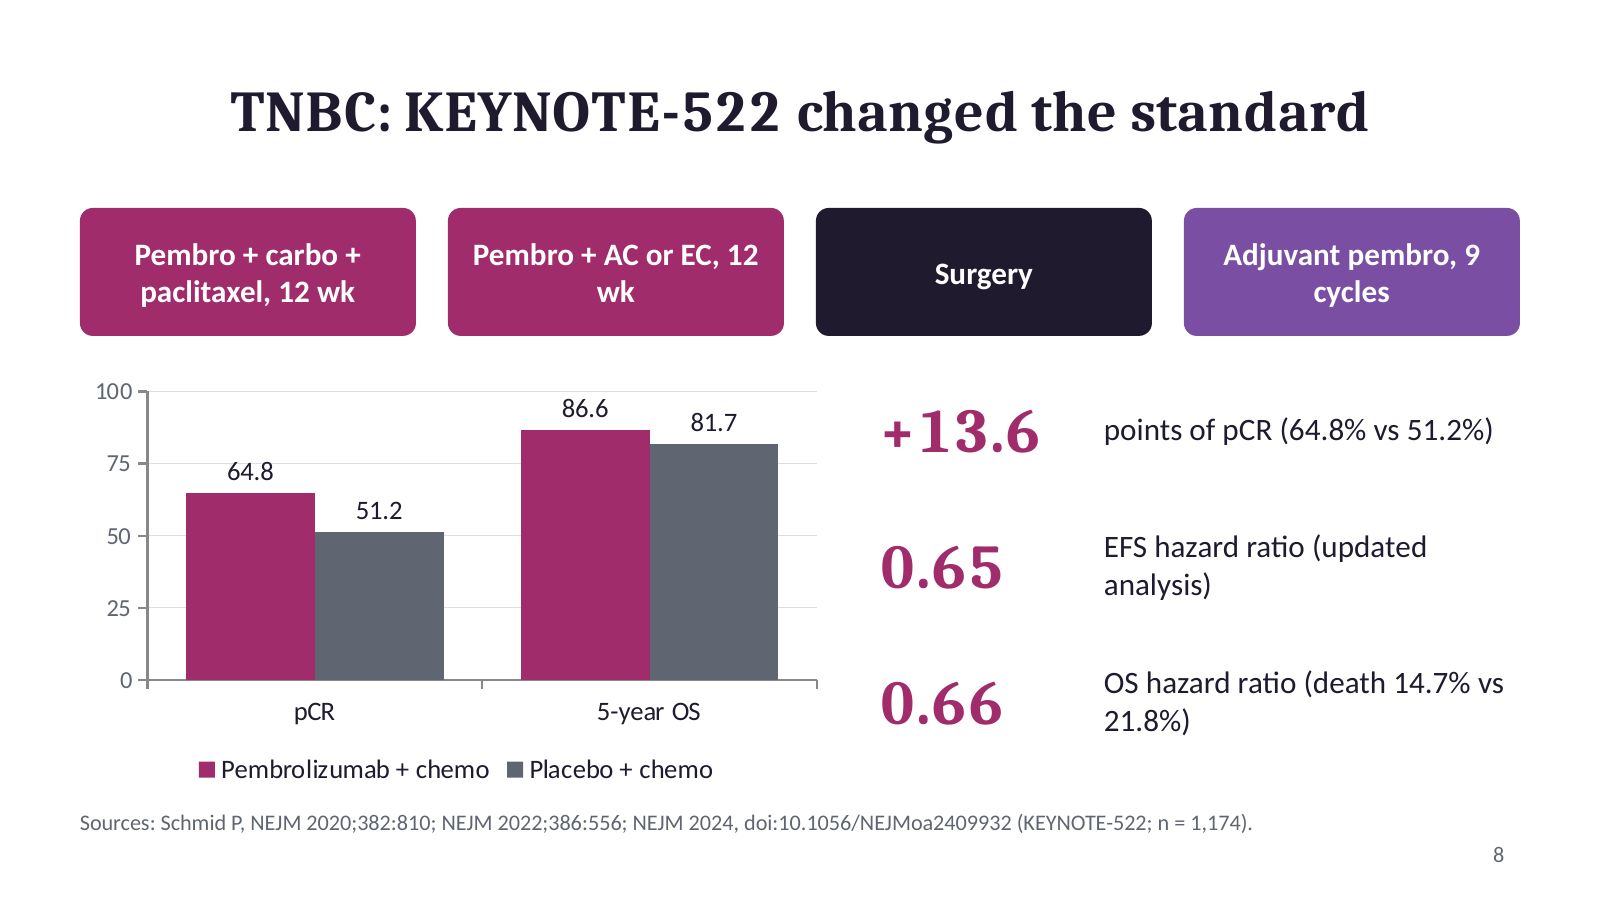 TNBC: KEYNOTE-522 changed the standard
Pembro + carbo +
paclitaxel, 12 wk
Pembro + AC or EC, 12
wk
Surgery
Adjuvant pembro, 9
cycles
100
75
50
25
0
64.8
51.2
86.6
81.7
pCR
5-year OS
Pembrolizumab + chemo
Placebo + chemo
+13.6
points of pCR (64.8% vs 51.2%)
0.65
EFS hazard ratio (updated
analysis)
0.66
OS hazard ratio (death 14.7% vs
21.8%)
Sources: Schmid P, NEJM 2020;382:810; NEJM 2022;386:556; NEJM 2024, doi:10.1056/NEJMoa2409932 (KEYNOTE-522; n = 1,174).
8